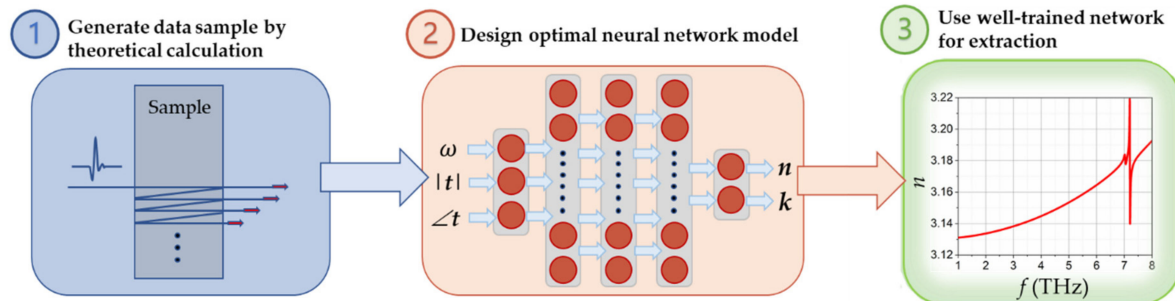 1
Generate data sample by
theoretical calculation
Sample
2
Design optimal neural network model
ω
|t|
∠t
n
k
3
Use well-trained network
for extraction
3.22
3.20
3.18
n
3.16
3.14
3.12
1 2 3 4 5 6 7 8
f (THz)